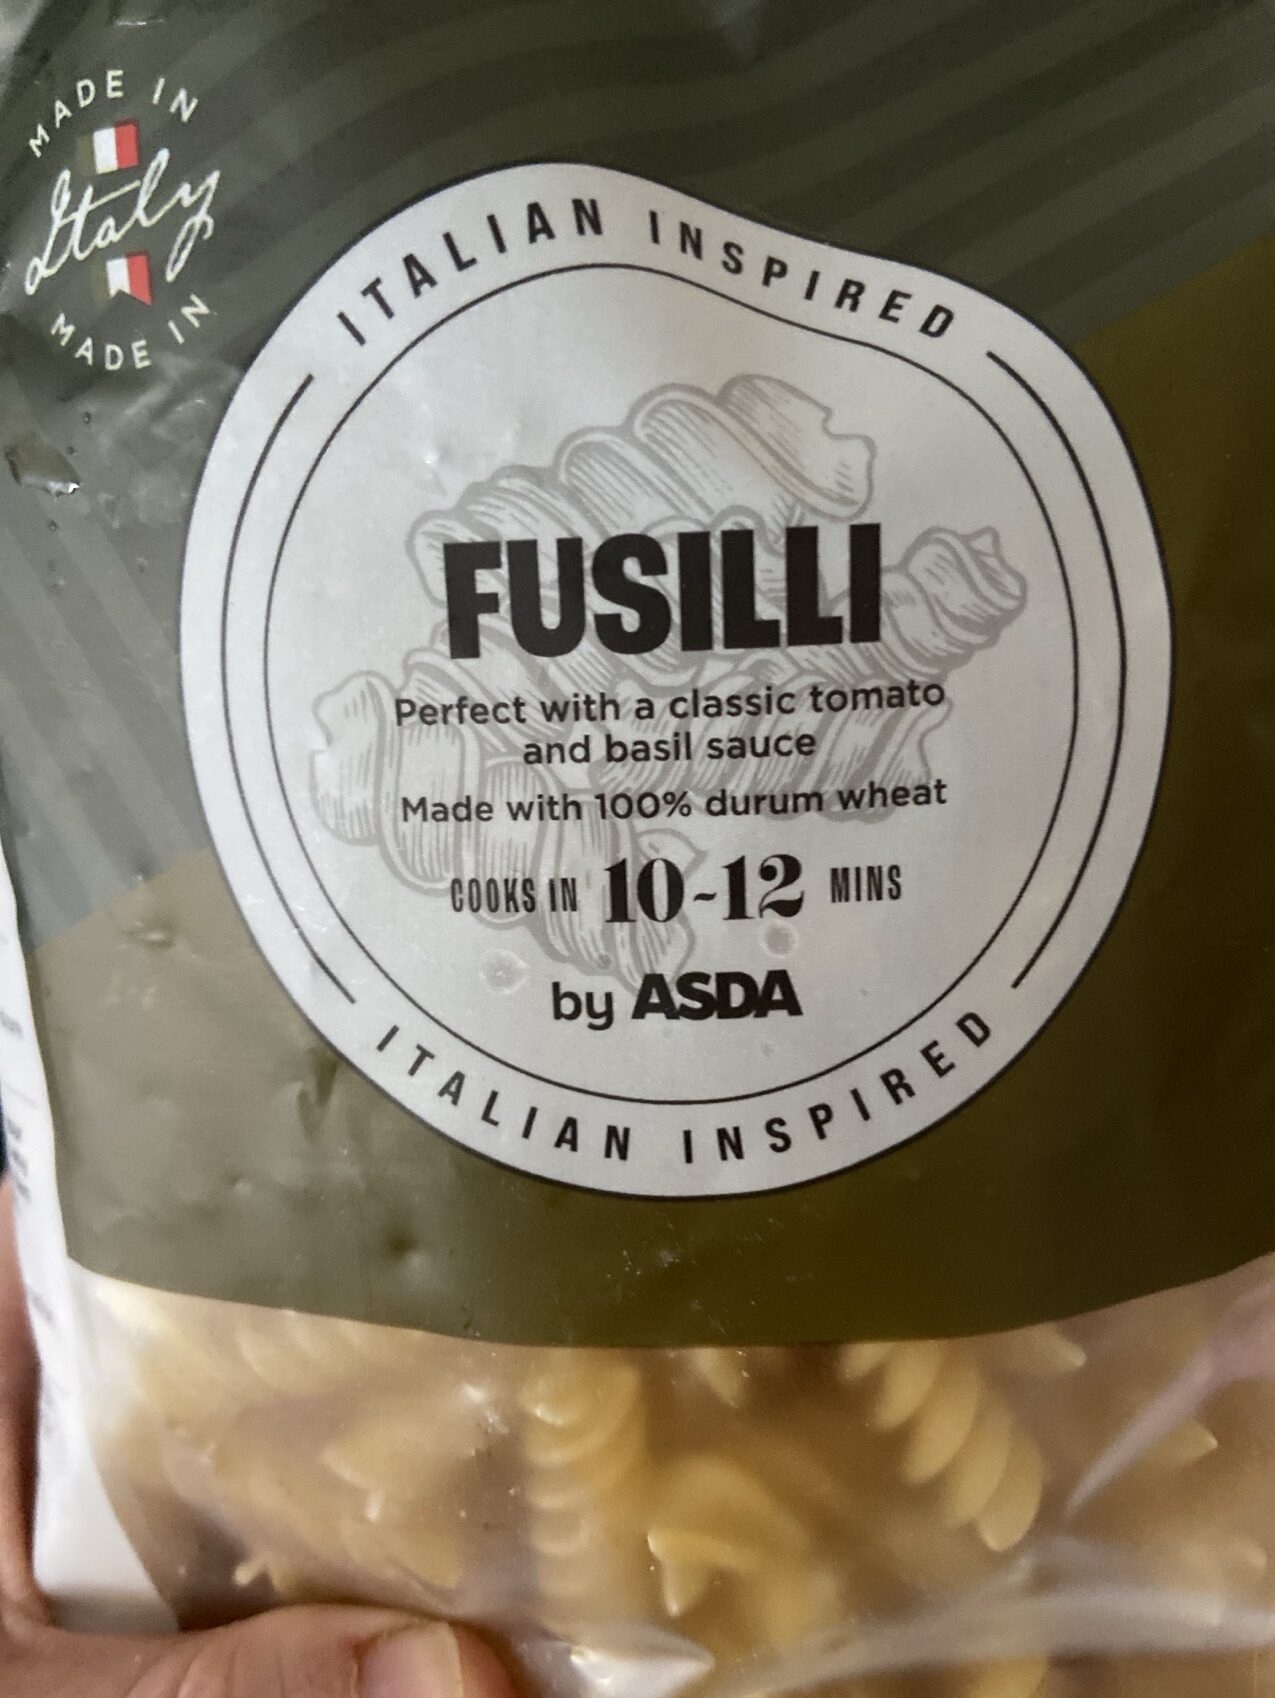 MADE IN
Italy
MADE IN
ITALIAN INSPIRED
FUSILLI
Perfect with a classic tomato
and basil sauce
Made with 100% durum wheat
COOKS IN 10-12 MINS
by ASDA
ITALIAN INSPIRED